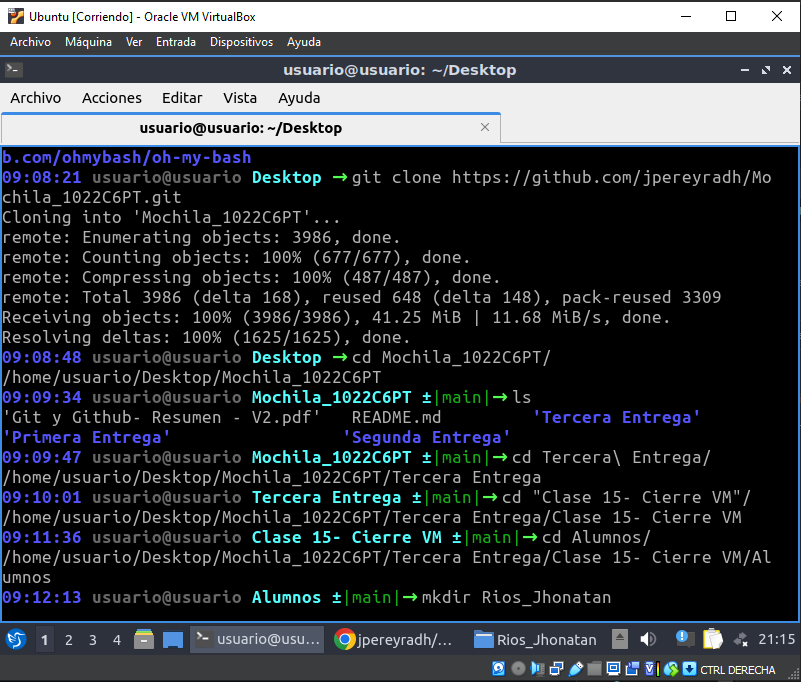 Ubuntu [Corriendo] - Oracle VM VirtualBox
Archivo Máquina Ver Entrada Dispositivos Ayuda
usuario@usuario: ~/Desktop
Archivo Acciones Editar Vista Ayuda
usuario@usuario: ~/Desktop
b.com/ohmybash/oh-my-bash
09:08:21 usuario@usuario Desktop →git clone https://github.com/jpereyradh/Mo
chila_1022C6PT.git
Cloning into 'Mochila_1022C6PT'...
remote: Enumerating objects: 3986, done.
remote: Counting objects: 100% (677/677), done.
remote: Compressing objects: 100% (487/487), done.
remote: Total 3986 (delta 168), reused 648 (delta 148), pack-reused 3309
Receiving objects: 100% (3986/3986), 41.25 MiB | 11.68 MiB/s, done.
Resolving deltas: 100% (1625/1625), done.
09:08:48 usuario@usuario Desktop →cd Mochila_1022C6PT/
/home/usuario/Desktop/Mochila_1022C6PT
09:09:34 usuario@usuario Mochila_1022C6PT ±|main|→ls
'Git y Github- Resumen - V2.pdf' README.md 'Tercera Entrega'
'Primera Entrega' 'Segunda Entrega'
09:09:47 usuario@usuario Mochila_1022C6PT ±|main|→cd Tercera\ Entrega/
/home/usuario/Desktop/Mochila_1022C6PT/Tercera Entrega
09:10:01 usuario@usuario Tercera Entrega ±|main|→cd "Clase 15- Cierre VM"/
/home/usuario/Desktop/Mochila_1022C6PT/Tercera Entrega/Clase 15- Cierre VM
09:11:36 usuario@usuario Clase 15- Cierre VM ±|main|→cd Alumnos/
/home/usuario/Desktop/Mochila_1022C6PT/Tercera Entrega/Clase 15- Cierre VM/Al
umnos
09:12:13 usuario@usuario Alumnos ±|main|→mkdir Rios_Jhonatan
1 2 3 4 usuario@usu... jpereyradh/... Rios_Jhonatan 21:15
CTRL DERECHA